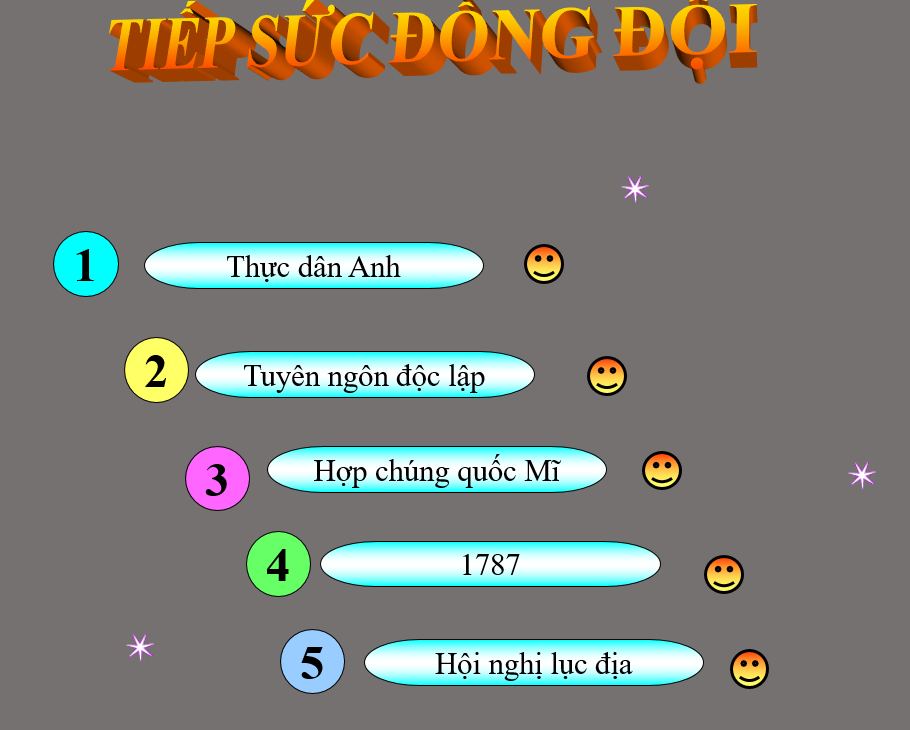 TIẾP SỨC ĐỒNG ĐỘI
1 Thực dân Anh
2 Tuyên ngôn độc lập
3 Hợp chúng quốc Mĩ
4 1787
5 Hội nghị lục địa